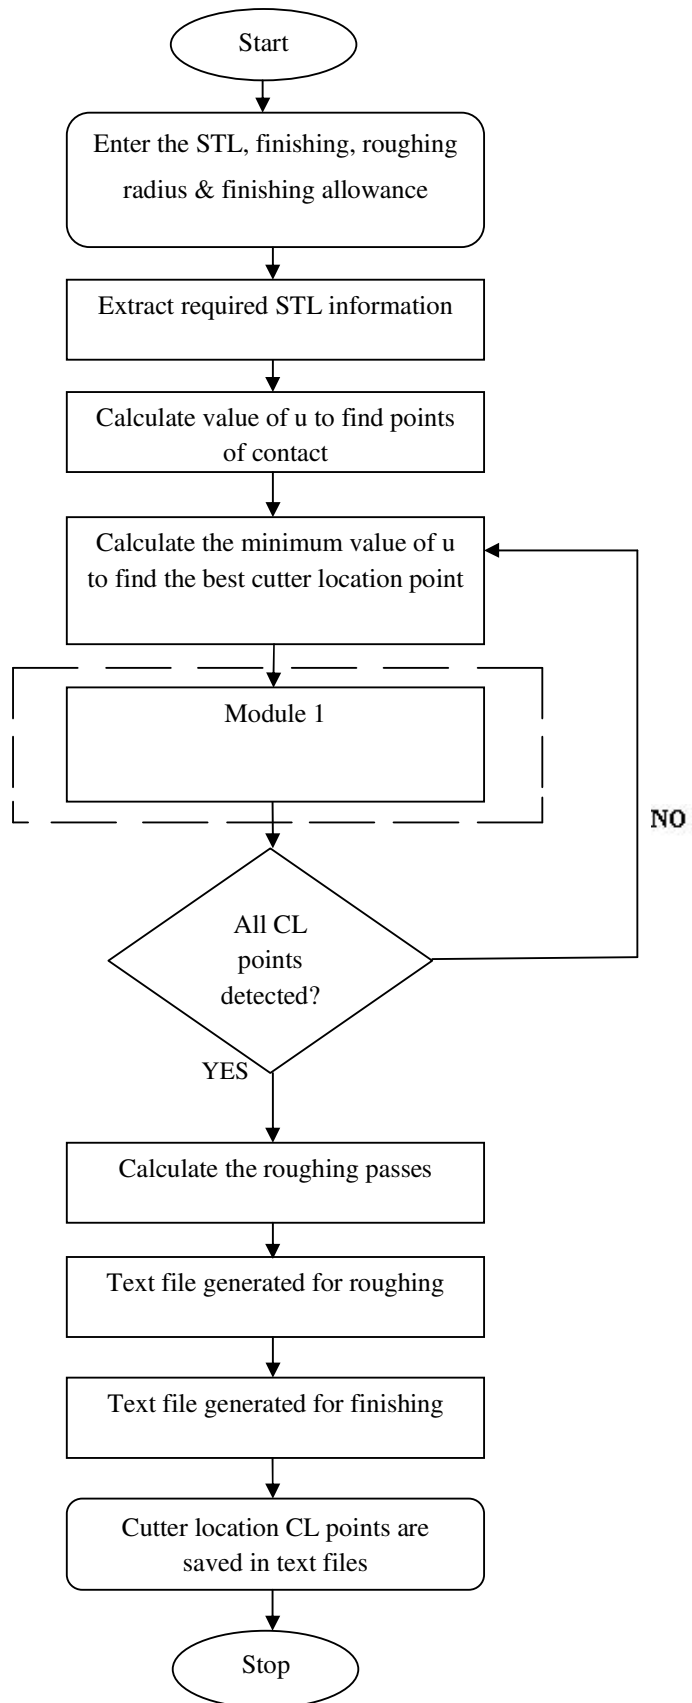 Start
Enter the STL, finishing, roughing
radius & finishing allowance
Extract required STL information
Calculate value of u to find points
of contact
Calculate the minimum value of u
to find the best cutter location point
Module 1
NO
All CL
points
detected?
YES
Calculate the roughing passes
Text file generated for roughing
Text file generated for finishing
Cutter location CL points are
saved in text files
Stop